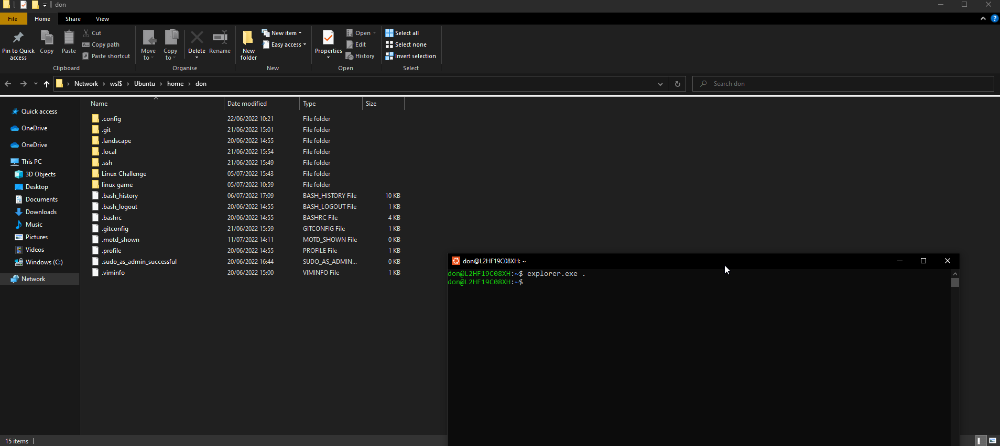 don
File Home Share View
Pin to Quick access
Copy
Paste
Cut
Copy path
Paste shortcut
Clipboard
Move to
Copy to
Delete
Rename
Organise
New folder
New item
Easy access
New
Properties
Open
Edit
History
Open
Select all
Select none
Invert selection
Select
Network › wsl$ › Ubuntu › home › don
Search don
Quick access
OneDrive
OneDrive
This PC
3D Objects
Desktop
Documents
Downloads
Music
Pictures
Videos
Windows (C:)
Network
Name Date modified Type Size
.config 22/06/2022 10:21 File folder
.git 21/06/2022 15:01 File folder
.landscape 20/06/2022 14:55 File folder
.local 21/06/2022 15:54 File folder
.ssh 21/06/2022 15:49 File folder
Linux Challenge 05/07/2022 15:43 File folder
linux game 05/07/2022 10:59 File folder
.bash_history 06/07/2022 17:09 BASH_HISTORY File 10 KB
.bash_logout 20/06/2022 14:55 BASH_LOGOUT File 1 KB
.bashrc 20/06/2022 14:55 BASHRC File 4 KB
.gitconfig 21/06/2022 15:59 GITCONFIG File 1 KB
.motd_shown 11/07/2022 14:11 MOTD_SHOWN File 0 KB
.profile 20/06/2022 14:55 PROFILE File 1 KB
.sudo_as_admin_successful 20/06/2022 16:44 SUDO_AS_ADMIN... 0 KB
.viminfo 20/06/2022 15:00 VIMINFO File 1 KB
don@L2HF19C08XH: ~
don@L2HF19C08XH:~$ explorer.exe .
don@L2HF19C08XH:~$
15 items